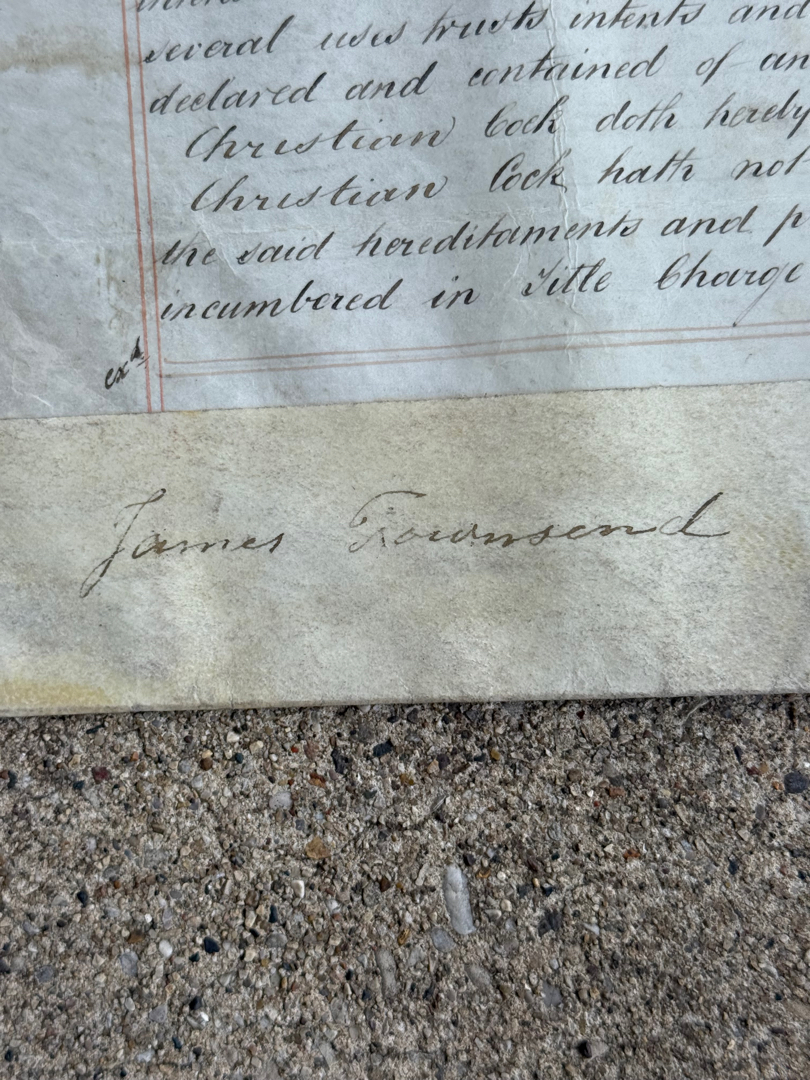 several uses trusts intents and
declared and contained of an
Christian Cock doth hereby
Christian Cock hath not
the said hereditaments and p
incumbered in Title Charge
exd
James Townsend